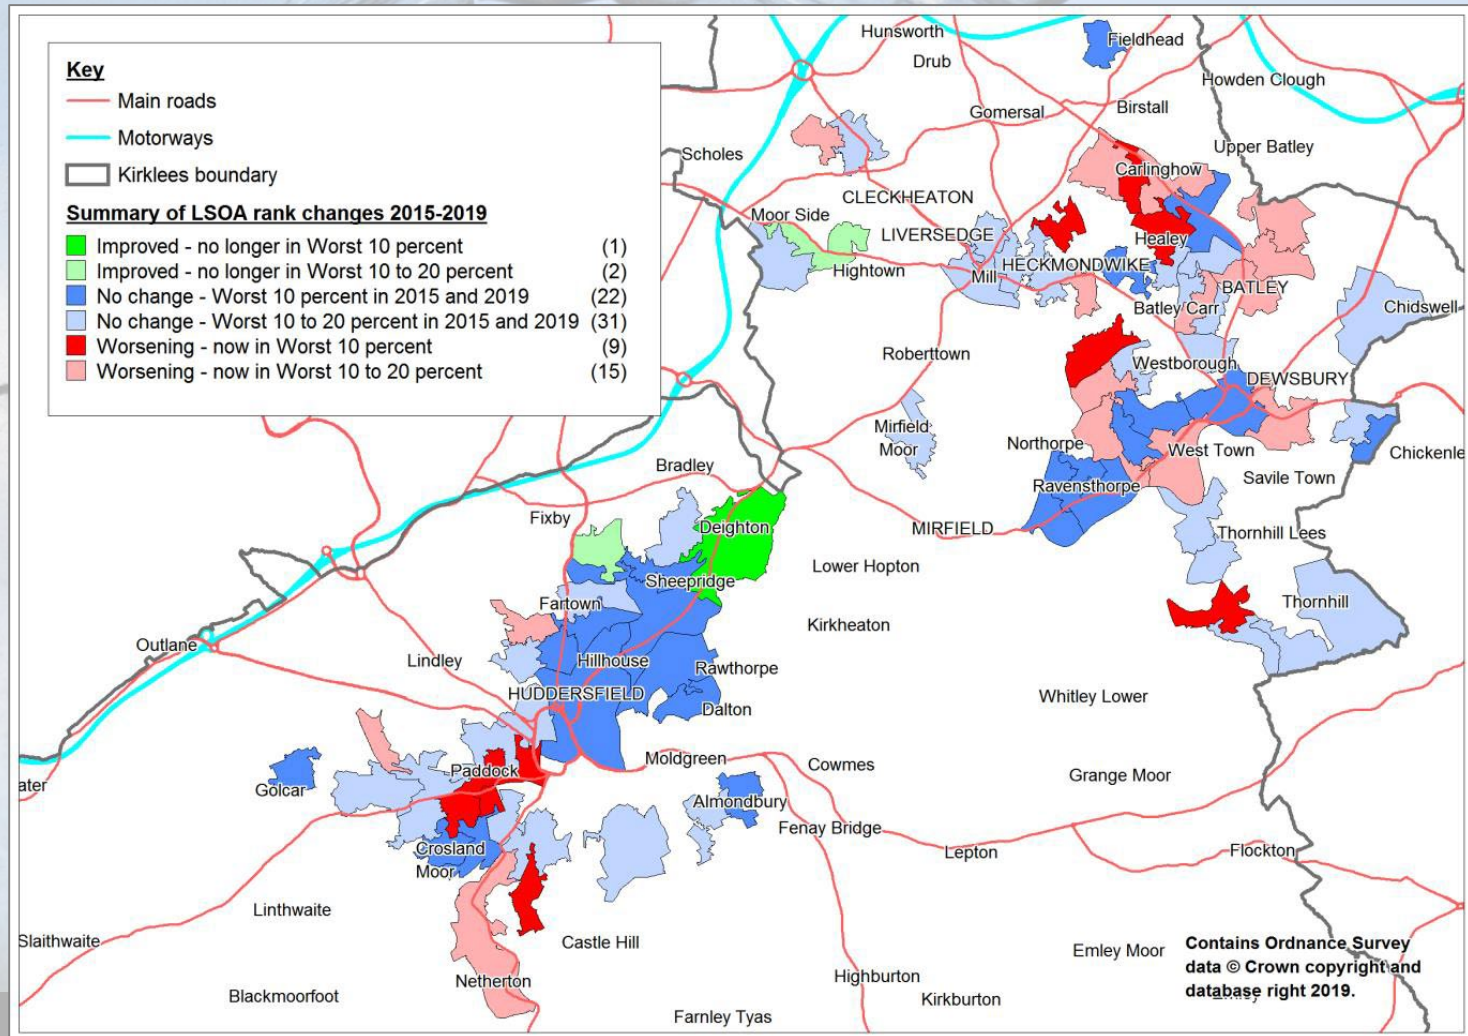 Key
Main roads
Motorways
Kirklees boundary
Summary of LSOA rank changes 2015-2019
Improved - no longer in Worst 10 percent (1)
Improved - no longer in Worst 10 to 20 percent (2)
No change - Worst 10 percent in 2015 and 2019 (22)
No change - Worst 10 to 20 percent in 2015 and 2019 (31)
Worsening - now in Worst 10 percent (9)
Worsening - now in Worst 10 to 20 percent (15)
Hunsworth
Fieldhead
Drub
Howden Clough
Gomersal
Birstall
Scholes
Upper Batley
Carlinghow
CLECKHEATON
Moor Side
LIVERSEDGE
Healey
Hightown
Mill
HECKMONDWIKE
BATLEY
Batley Carr
Chidswell
Roberttown
Westborough
DEWSBURY
Mirfield
Moor
Northorpe
West Town
Chickenle
Bradley
Savile Town
Ravensthorpe
Fixby
Deighton
MIRFIELD
Thornhill Lees
Lower Hopton
Sheepridge
Fartown
Thornhill
Kirkheaton
Outlane
Lindley
Hillhouse
Rawthorpe
HUDDERSFIELD
Whitley Lower
Dalton
Moldgreen
Cowmes
Paddock
Grange Moor
ater
Golcar
Almondbury
Fenay Bridge
Crosland
Moor
Lepton
Flockton
Linthwaite
Slaithwaite
Castle Hill
Emley Moor
Netherton
Highburton
Blackmoorfoot
Kirkburton
Farnley Tyas
Contains Ordnance Survey
data © Crown copyright and
database right 2019.